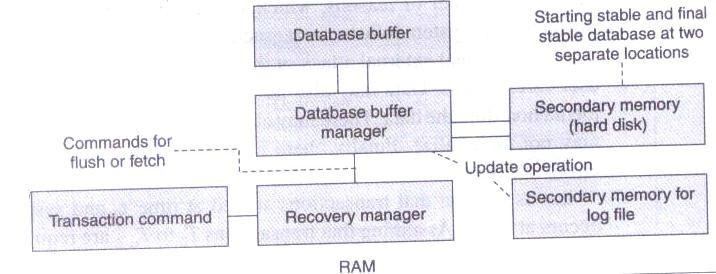 Starting stable and final
stable database at two
separate locations
Database buffer
Database buffer
manager
Secondary memory
(hard disk)
Commands for
flush or fetch
Update operation
Transaction command
Recovery manager
Secondary memory for
log file
RAM